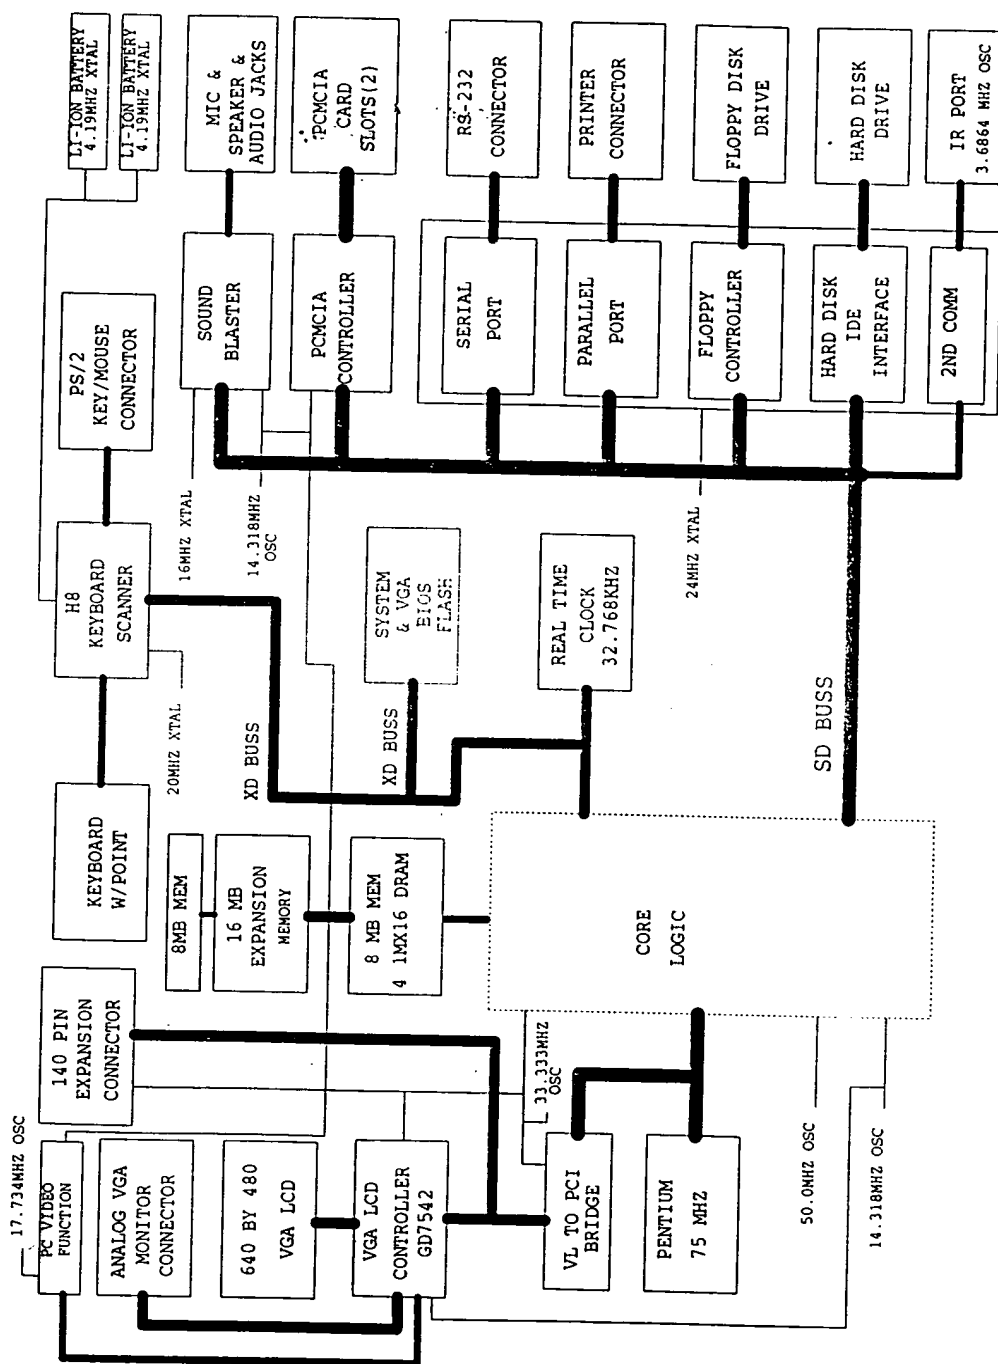 LI-ION BATTERY
4.19MHZ XTAL
LI-ION BATTERY
4.19MHZ XTAL
MIC &
SPEAKER &
AUDIO JACKS
PCMCIA
CARD
SLOTS(2)
RS-232
CONNECTOR
PRINTER
CONNECTOR
FLOPPY DISK
DRIVE
HARD DISK
DRIVE
IR PORT
3.6864 MHZ OSC
PS/2
KEY/MOUSE
CONNECTOR
SOUND
BLASTER
PCMCIA
CONTROLLER
SERIAL
PORT
PARALLEL
PORT
FLOPPY
CONTROLLER
HARD DISK
IDE
INTERFACE
2ND COMM
H8
KEYBOARD
SCANNER
16MHZ XTAL
14.318MHZ
OSC
24MHZ XTAL
SYSTEM
& VGA
BIOS
FLASH
REAL TIME
CLOCK
32.768KHZ
20MHZ XTAL
XD BUSS
XD BUSS
SD BUSS
KEYBOARD
W/POINT
8MB MEM
16 MB
EXPANSION
MEMORY
8 MB MEM
4 1MX16 DRAM
CORE
LOGIC
140 PIN
EXPANSION
CONNECTOR
33.333MHZ
OSC
17.734MHZ OSC
PC VIDEO
FUNCTION
ANALOG VGA
MONITOR
CONNECTOR
640 BY 480
VGA LCD
VGA LCD
CONTROLLER
GD7542
VL TO PCI
BRIDGE
PENTIUM
75 MHZ
50.0MHZ OSC
14.318MHZ OSC